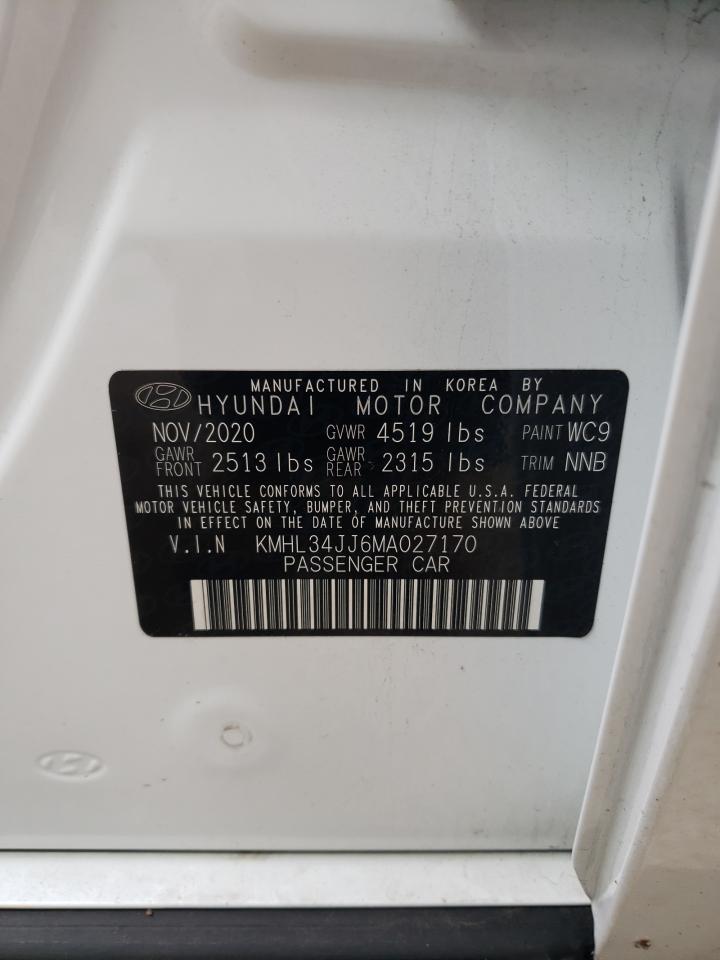 MANUFACTURED IN KOREA BY
HYUNDAI MOTOR COMPANY
NOV/2020 GVWR 4519 lbs PAINT WC9
GAWR FRONT 2513 lbs GAWR REAR 2315 lbs TRIM NNB
THIS VEHICLE CONFORMS TO ALL APPLICABLE U.S.A. FEDERAL
MOTOR VEHICLE SAFETY, BUMPER, AND THEFT PREVENTION STANDARDS
IN EFFECT ON THE DATE OF MANUFACTURE SHOWN ABOVE
V.I.N KMHL34JJ6MA027170
PASSENGER CAR